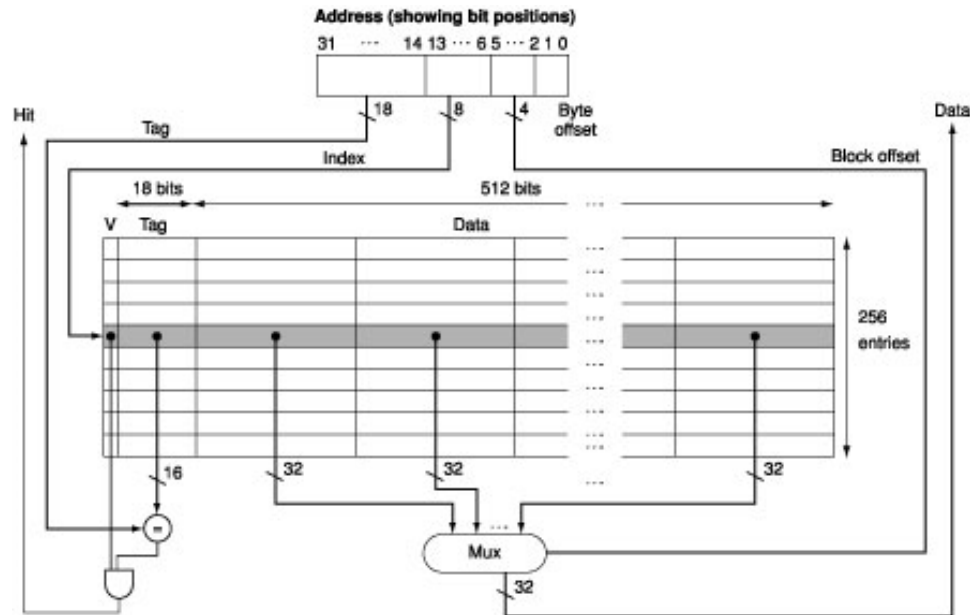 Address (showing bit positions)
31 ··· 14 13 ··· 6 5 ··· 2 1 0
18 8 4 Byte offset
Hit Data
Tag
Index Block offset
18 bits 512 bits ···
V Tag Data
···
···
···
···
···
256 entries
···
···
···
···
···
16 32 32 ··· 32
=
···
Mux
32